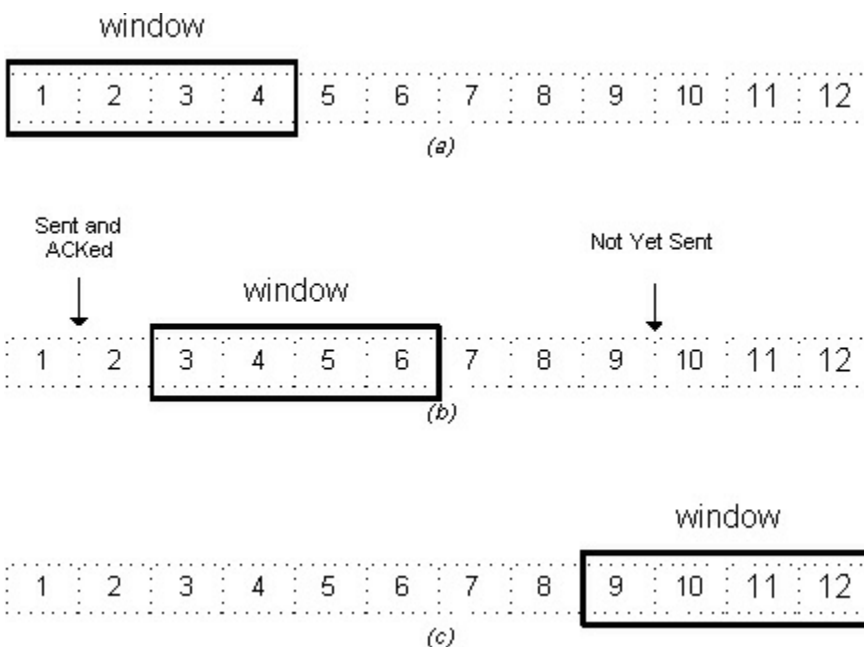 window
1 2 3 4 5 6 7 8 9 10 11 12
(a)
Sent and
ACKed
Not Yet Sent
window
1 2 3 4 5 6 7 8 9 10 11 12
(b)
window
1 2 3 4 5 6 7 8 9 10 11 12
(c)